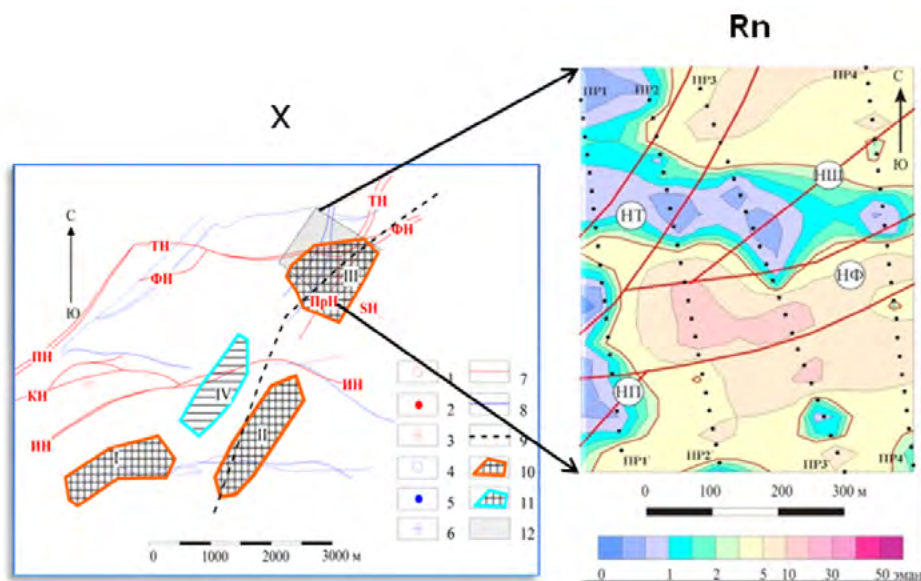 Rn
X
С
Ю
ТН
ФН
ТН
ФН
III
ПрН
SH
ПН
КН
ИН
ИН
IV
II
I
1
7
2
8
3
9
4
10
5
11
6
12
0 1000 2000 3000 м
ПР1
ПР2
ПР3
ПР4
С
Ю
НШ
НТ
НФ
НП
ПР1
ПР2
ПР3
ПР4
0 100 200 300 м
0 1 2 5 10 30 50 эман